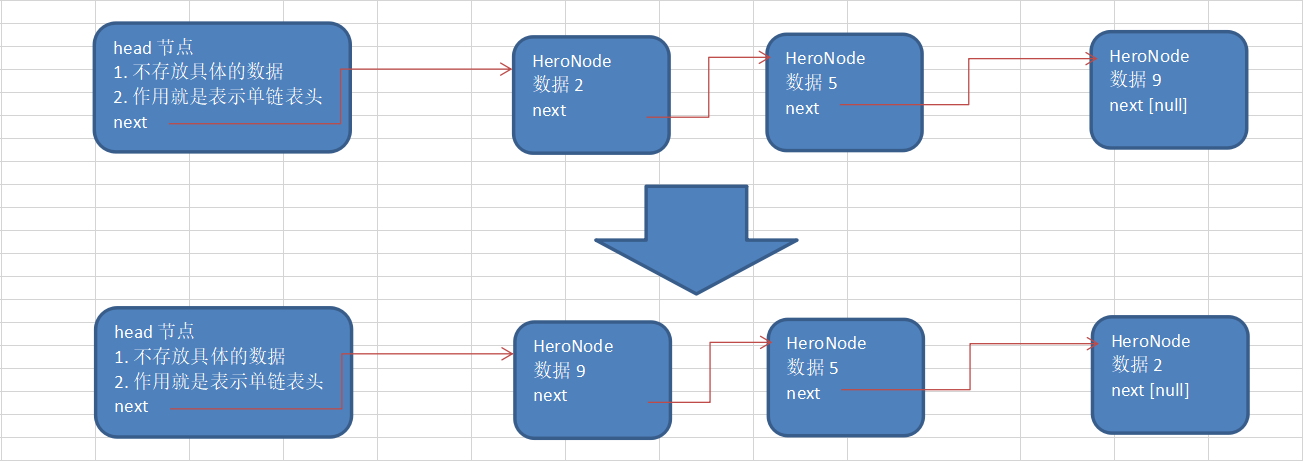 head 节点
1. 不存放具体的数据
2. 作用就是表示单链表头
next
HeroNode
数据 2
next
HeroNode
数据 5
next
HeroNode
数据 9
next [null]
head 节点
1. 不存放具体的数据
2. 作用就是表示单链表头
next
HeroNode
数据 9
next
HeroNode
数据 5
next
HeroNode
数据 2
next [null]